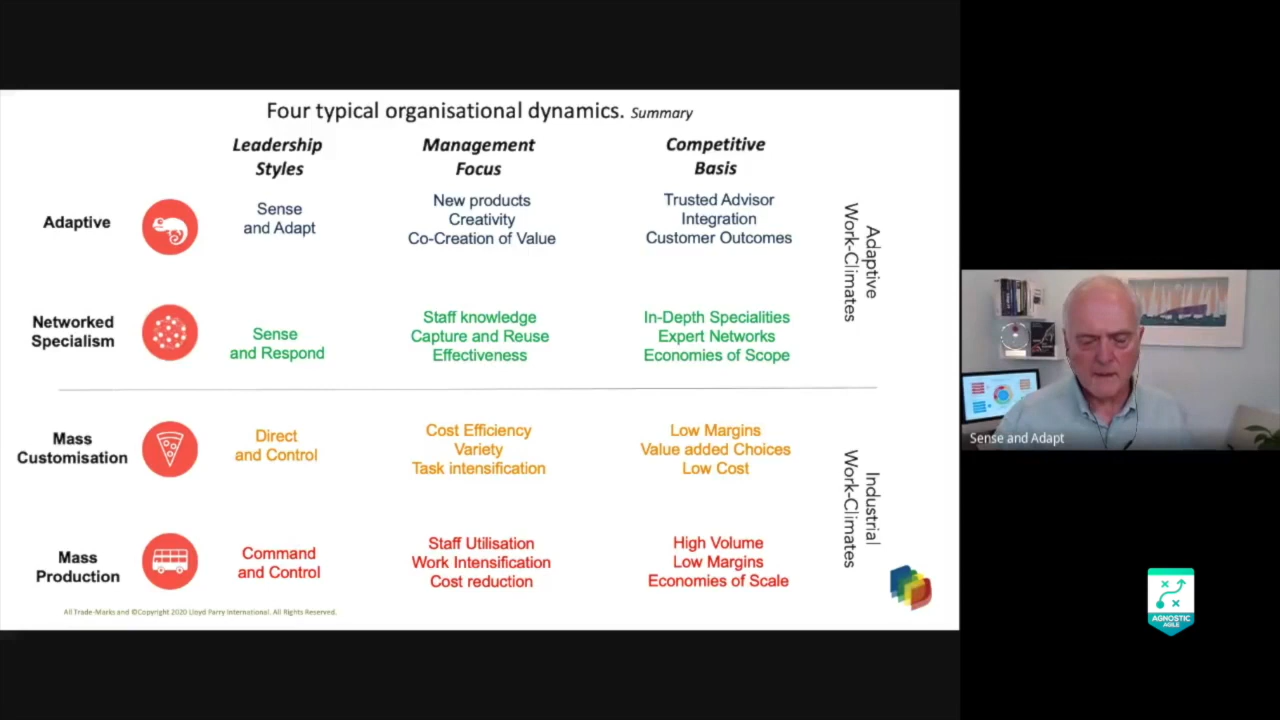 Four typical organisational dynamics. Summary
Leadership
Styles
Management
Focus
Competitive
Basis
Adaptive
Sense
and Adapt
New products
Creativity
Co-Creation of Value
Trusted Advisor
Integration
Customer Outcomes
Adaptive
Work-Climates
Networked
Specialism
Sense
and Respond
Staff knowledge
Capture and Reuse
Effectiveness
In-Depth Specialities
Expert Networks
Economies of Scope
Mass
Customisation
Direct
and Control
Cost Efficiency
Variety
Task intensification
Low Margins
Value added Choices
Low Cost
Industrial
Work-Climates
Mass
Production
Command
and Control
Staff Utilisation
Work Intensification
Cost reduction
High Volume
Low Margins
Economies of Scale
All Trade-Marks and ©Copyright 2020 Lloyd Parry International. All Rights Reserved.
Sense and Adapt
AGNOSTIC
AGILE